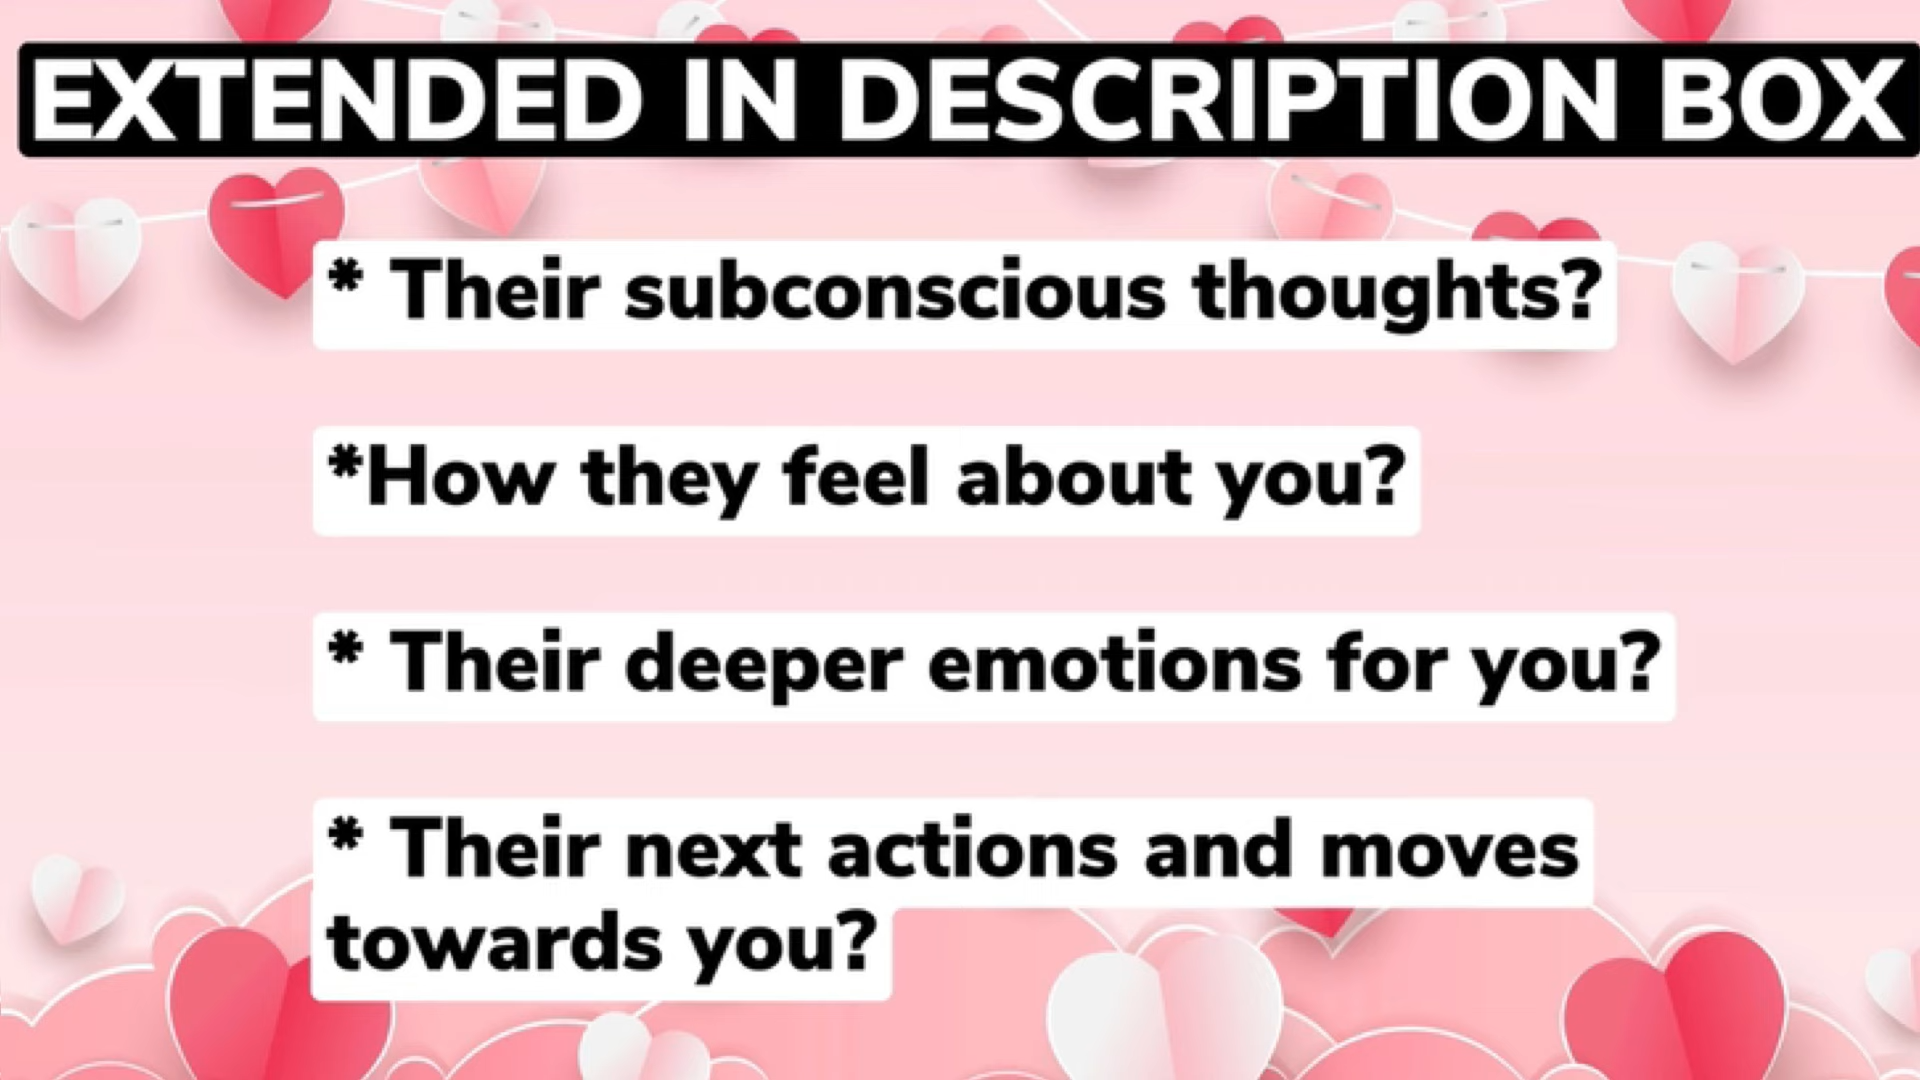 EXTENDED IN DESCRIPTION BOX
* Their subconscious thoughts?
*How they feel about you?
* Their deeper emotions for you?
* Their next actions and moves
towards you?